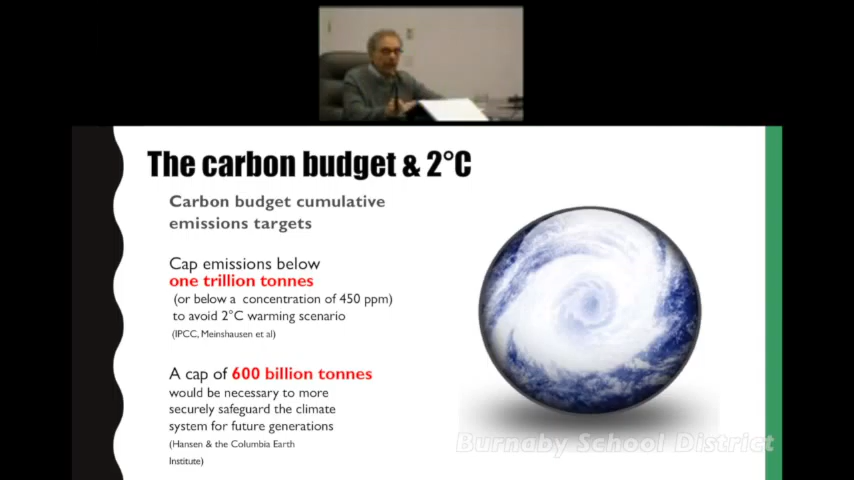 The carbon budget & 2°C
Carbon budget cumulative
emissions targets
Cap emissions below
one trillion tonnes
(or below a concentration of 450 ppm)
to avoid 2°C warming scenario
(IPCC, Meinshausen et al)
A cap of 600 billion tonnes
would be necessary to more
securely safeguard the climate
system for future generations
(Hansen & the Columbia Earth
Institute)
Burnaby School District